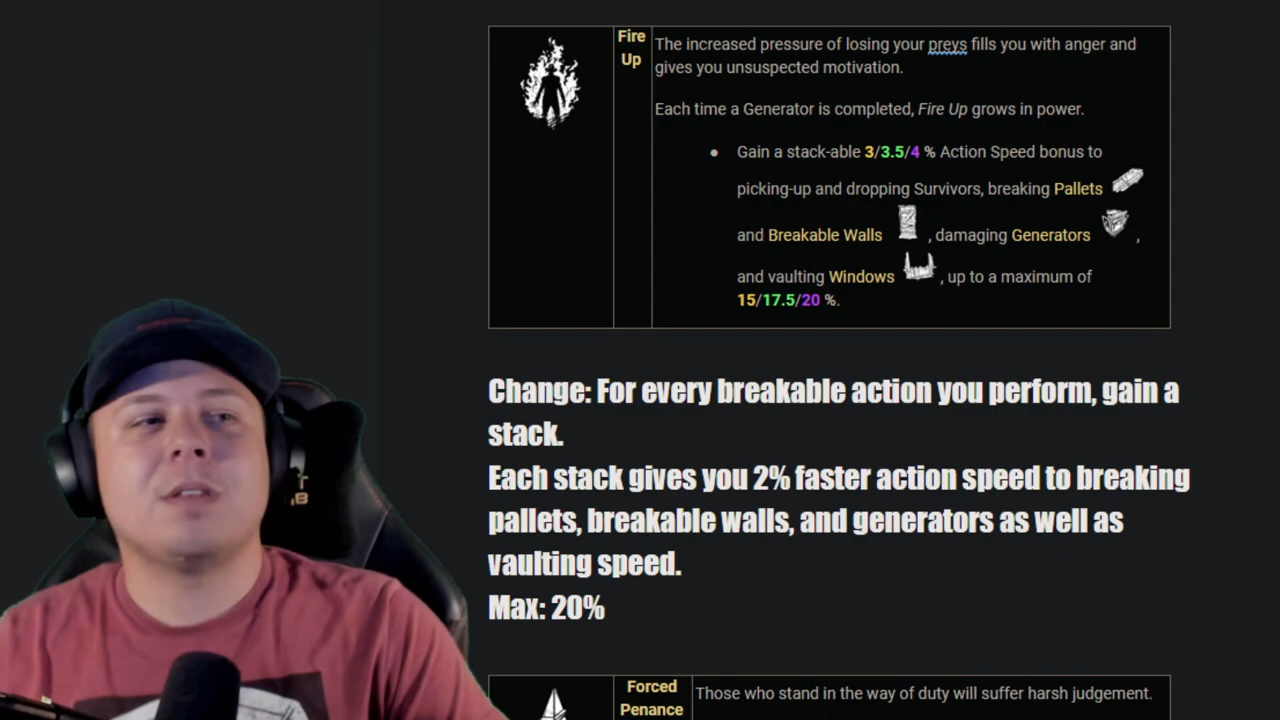 Fire
Up
The increased pressure of losing your preys fills you with anger and
gives you unsuspected motivation.
Each time a Generator is completed, Fire Up grows in power.
• Gain a stack-able 3/3.5/4 % Action Speed bonus to
picking-up and dropping Survivors, breaking Pallets
and Breakable Walls , damaging Generators ,
and vaulting Windows , up to a maximum of
15/17.5/20 %.
Change: For every breakable action you perform, gain a
stack.
Each stack gives you 2% faster action speed to breaking
pallets, breakable walls, and generators as well as
vaulting speed.
Max: 20%
Forced
Penance
Those who stand in the way of duty will suffer harsh judgement.